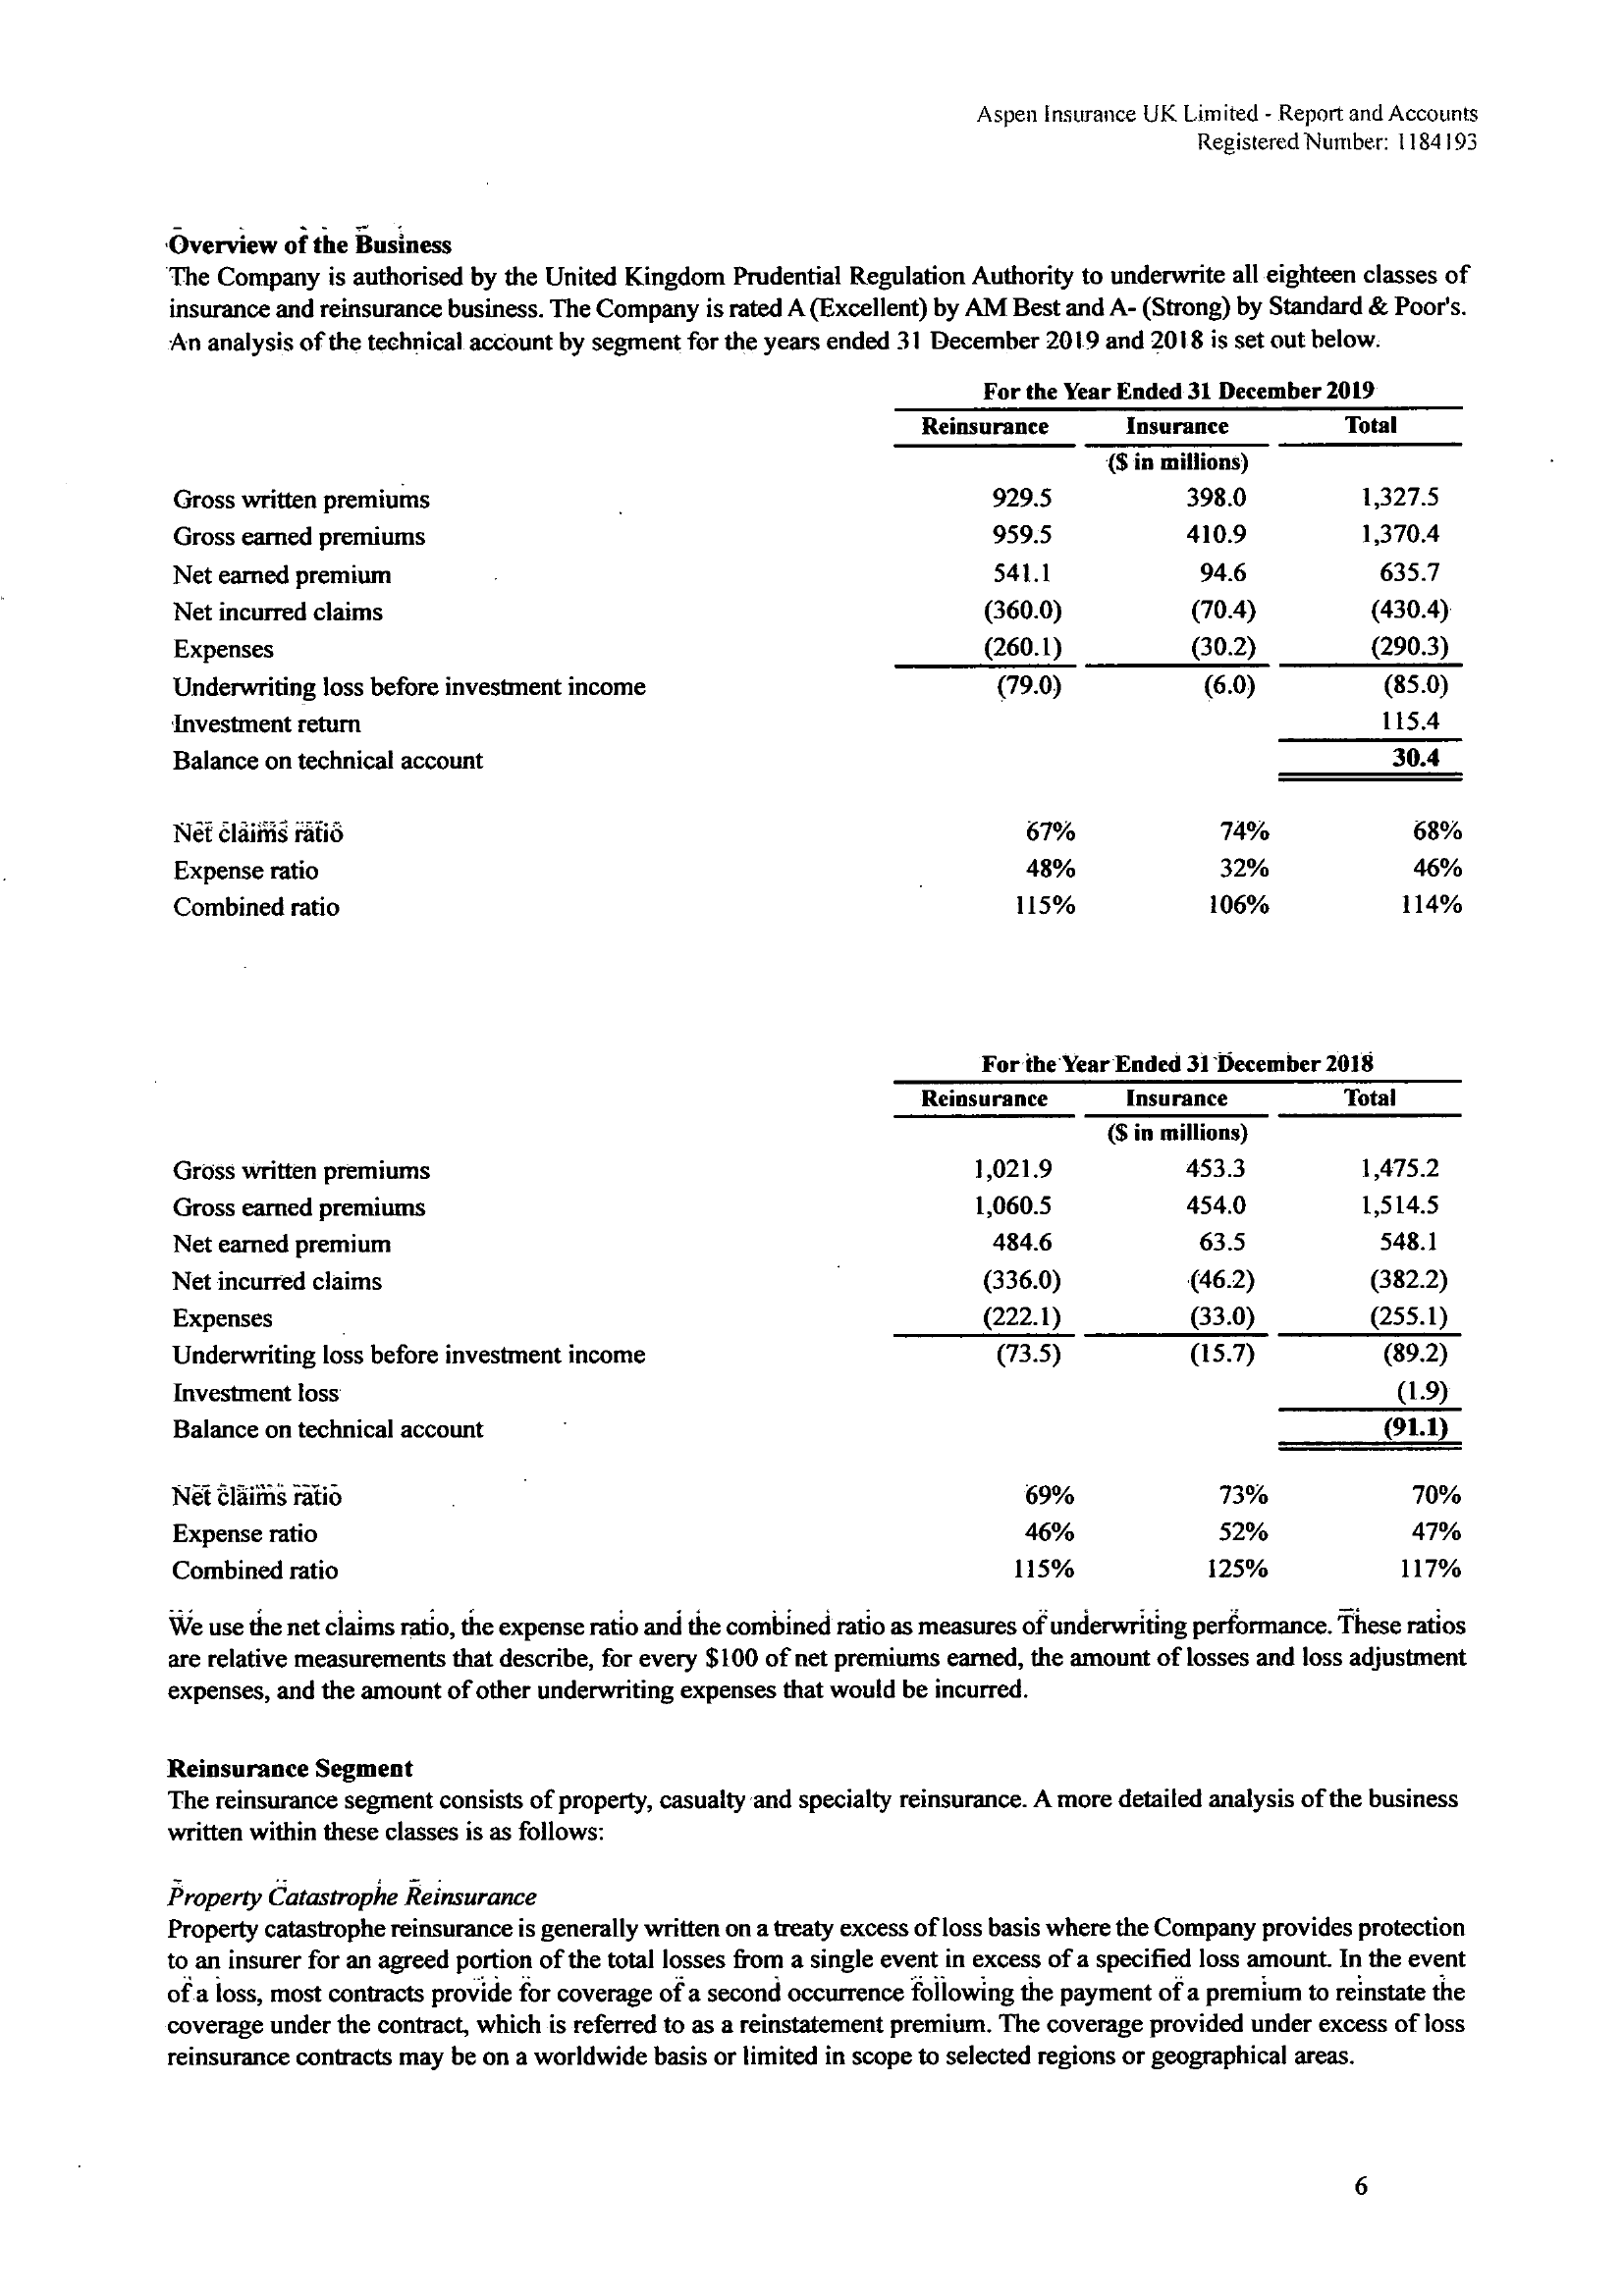 Aspen Insurance UK Limited - Report and Accounts
Registered Number: 1184193
Overview of the Business
The Company is authorised by the United Kingdom Prudential Regulation Authority to underwrite all eighteen classes of
insurance and reinsurance business. The Company is rated A (Excellent) by AM Best and A- (Strong) by Standard & Poor's.
An analysis of the technical account by segment for the years ended 31 December 2019 and 2018 is set out below.
For the Year Ended 31 December 2019
Reinsurance Insurance Total
($ in millions)
Gross written premiums 929.5 398.0 1,327.5
Gross earned premiums 959.5 410.9 1,370.4
Net earned premium 541.1 94.6 635.7
Net incurred claims (360.0) (70.4) (430.4)
Expenses (260.1) (30.2) (290.3)
Underwriting loss before investment income (79.0) (6.0) (85.0)
Investment return 115.4
Balance on technical account 30.4
Net claims ratio 67% 74% 68%
Expense ratio 48% 32% 46%
Combined ratio 115% 106% 114%
For the Year Ended 31 December 2018
Reinsurance Insurance Total
($ in millions)
Gross written premiums 1,021.9 453.3 1,475.2
Gross earned premiums 1,060.5 454.0 1,514.5
Net earned premium 484.6 63.5 548.1
Net incurred claims (336.0) (46.2) (382.2)
Expenses (222.1) (33.0) (255.1)
Underwriting loss before investment income (73.5) (15.7) (89.2)
Investment loss (1.9)
Balance on technical account (91.1)
Net claims ratio 69% 73% 70%
Expense ratio 46% 52% 47%
Combined ratio 115% 125% 117%
We use the net claims ratio, the expense ratio and the combined ratio as measures of underwriting performance. These ratios
are relative measurements that describe, for every $100 of net premiums earned, the amount of losses and loss adjustment
expenses, and the amount of other underwriting expenses that would be incurred.
Reinsurance Segment
The reinsurance segment consists of property, casualty and specialty reinsurance. A more detailed analysis of the business
written within these classes is as follows:
Property Catastrophe Reinsurance
Property catastrophe reinsurance is generally written on a treaty excess of loss basis where the Company provides protection
to an insurer for an agreed portion of the total losses from a single event in excess of a specified loss amount. In the event
of a loss, most contracts provide for coverage of a second occurrence following the payment of a premium to reinstate the
coverage under the contract, which is referred to as a reinstatement premium. The coverage provided under excess of loss
reinsurance contracts may be on a worldwide basis or limited in scope to selected regions or geographical areas.
6